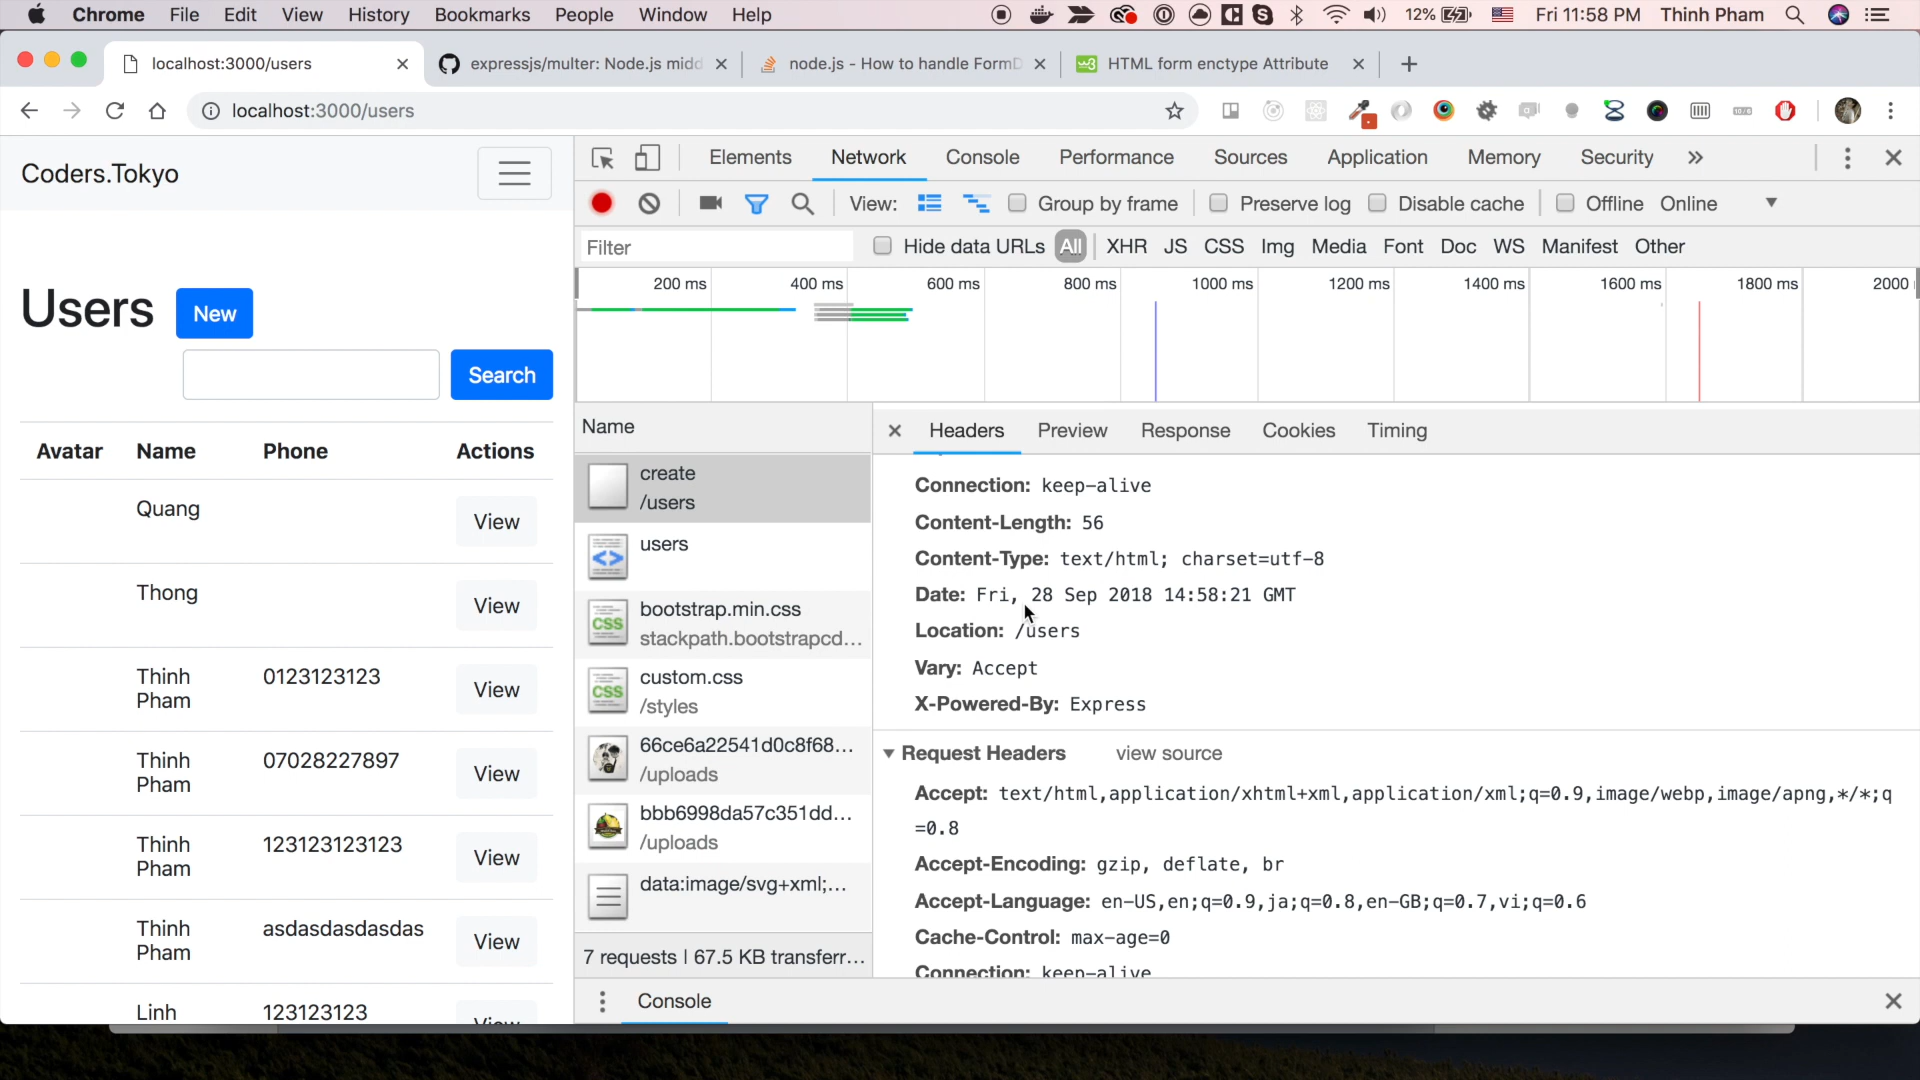 Chrome File Edit View History Bookmarks People Window Help 12% Fri 11:58 PM Thinh Pham
localhost:3000/users expressjs/multer: Node.js midd node.js - How to handle FormD HTML form enctype Attribute
localhost:3000/users
Coders.Tokyo
Users New
Search
Avatar Name Phone Actions
Quang View
Thong View
Thinh Pham 0123123123 View
Thinh Pham 07028227897 View
Thinh Pham 123123123123 View
Thinh Pham asdasdasdasdas View
Linh 123123123 View
Elements Network Console Performance Sources Application Memory Security
View: Group by frame Preserve log Disable cache Offline Online
Filter Hide data URLs All XHR JS CSS Img Media Font Doc WS Manifest Other
200 ms 400 ms 600 ms 800 ms 1000 ms 1200 ms 1400 ms 1600 ms 1800 ms 2000
Name
create
/users
users
bootstrap.min.css
stackpath.bootstrapcd...
custom.css
/styles
66ce6a22541d0c8f68...
/uploads
bbb6998da57c351dd...
/uploads
data:image/svg+xml;...
7 requests | 67.5 KB transferr...
Headers Preview Response Cookies Timing
Connection: keep-alive
Content-Length: 56
Content-Type: text/html; charset=utf-8
Date: Fri, 28 Sep 2018 14:58:21 GMT
Location: /users
Vary: Accept
X-Powered-By: Express
Request Headers view source
Accept: text/html,application/xhtml+xml,application/xml;q=0.9,image/webp,image/apng,*/*;q
=0.8
Accept-Encoding: gzip, deflate, br
Accept-Language: en-US,en;q=0.9,ja;q=0.8,en-GB;q=0.7,vi;q=0.6
Cache-Control: max-age=0
Connection: keep-alive
Console